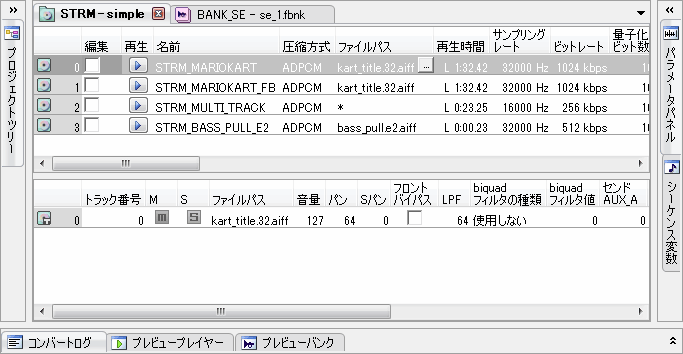 STRM-simple BANK_SE - se_1.fbnk
プロジェクトツリー
編集 再生 名前 圧縮方式 ファイルパス 再生時間 サンプリングレート ビットレート 量子化ビット数
0 STRM_MARIOKART ADPCM kart_title.32.aiff ... L 1:32.42 32000 Hz 1024 kbps
1 STRM_MARIOKART_FB ADPCM kart_title.32.aiff L 1:32.42 32000 Hz 1024 kbps
2 STRM_MULTI_TRACK ADPCM * L 0:23.25 16000 Hz 256 kbps
3 STRM_BASS_PULL_E2 ADPCM bass_pull.e2.aiff L 0:00.23 32000 Hz 512 kbps
トラック番号 M S ファイルパス 音量 パン Sパン フロントバイパス LPF biquadフィルタの種類 biquadフィルタ値 センドAUX_A
0 0 m S kart_title.32.aiff 127 64 0 64 使用しない 0 0
パラメータパネル
シーケンス変数
コンバートログ プレビュープレイヤー プレビューバンク